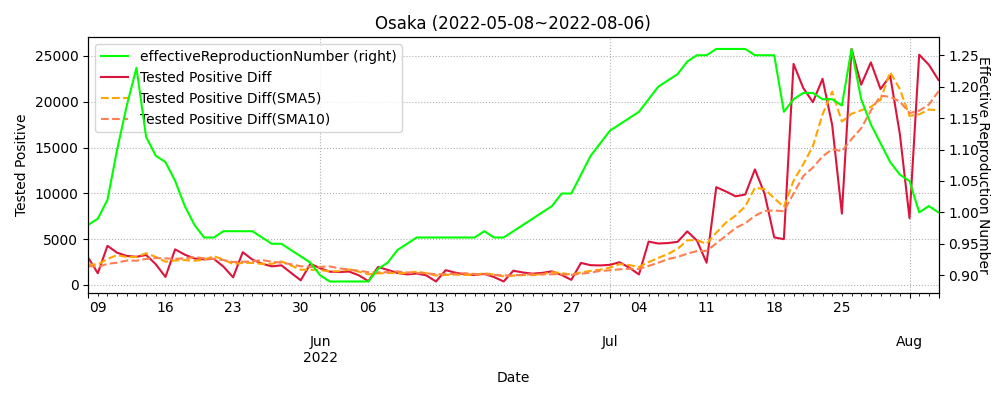 Osaka (2022-05-08~2022-08-06)
effectiveReproductionNumber (right)
Tested Positive Diff
Tested Positive Diff(SMA5)
Tested Positive Diff(SMA10)
Tested Positive
25000
20000
15000
10000
5000
0
1.25
1.20
1.15
1.10
1.05
1.00
0.95
0.90
Effective Reproduction Number
09 16 23 30 06 13 20 27 04 11 18 25
Jun Jul Aug
2022
Date